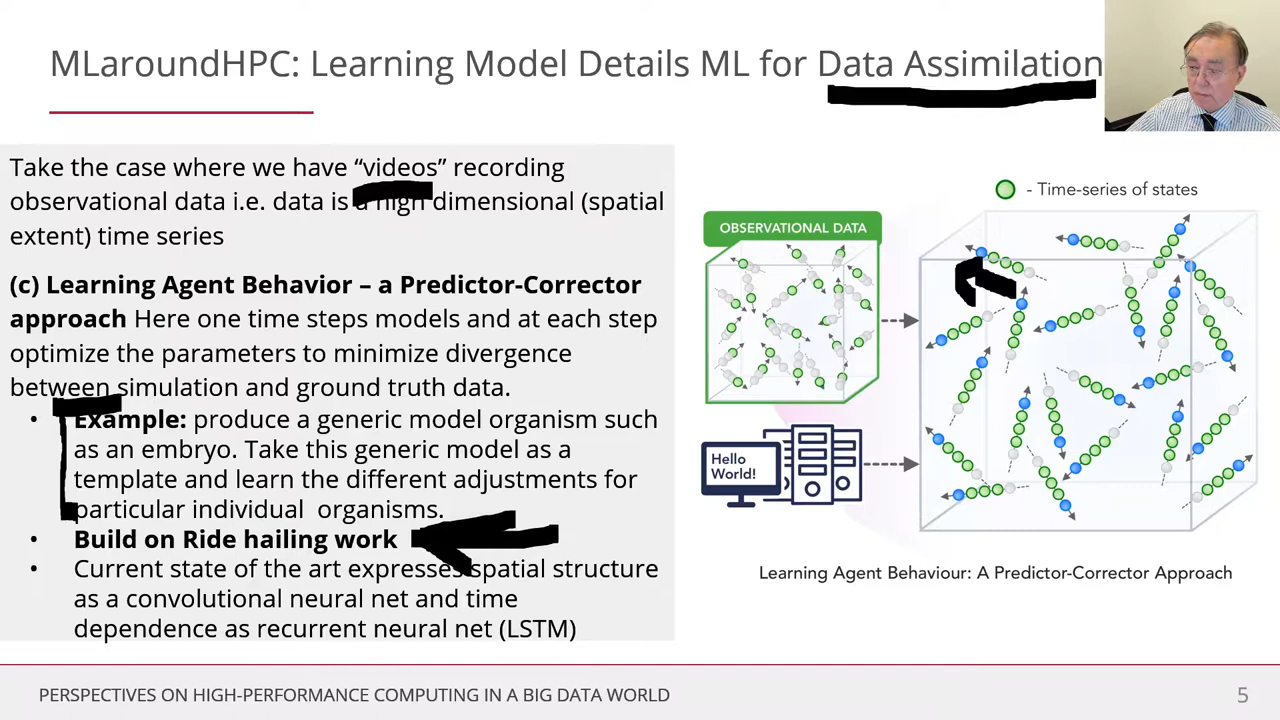 MLaroundHPC: Learning Model Details ML for Data Assimilation
Take the case where we have “videos” recording
observational data i.e. data is a high dimensional (spatial
extent) time series
(c) Learning Agent Behavior – a Predictor-Corrector
approach Here one time steps models and at each step
optimize the parameters to minimize divergence
between simulation and ground truth data.
• Example: produce a generic model organism such
as an embryo. Take this generic model as a
template and learn the different adjustments for
particular individual organisms.
• Build on Ride hailing work
• Current state of the art expresses spatial structure
as a convolutional neural net and time
dependence as recurrent neural net (LSTM)
- Time-series of states
OBSERVATIONAL DATA
Hello
World!
Learning Agent Behaviour: A Predictor-Corrector Approach
PERSPECTIVES ON HIGH-PERFORMANCE COMPUTING IN A BIG DATA WORLD
5